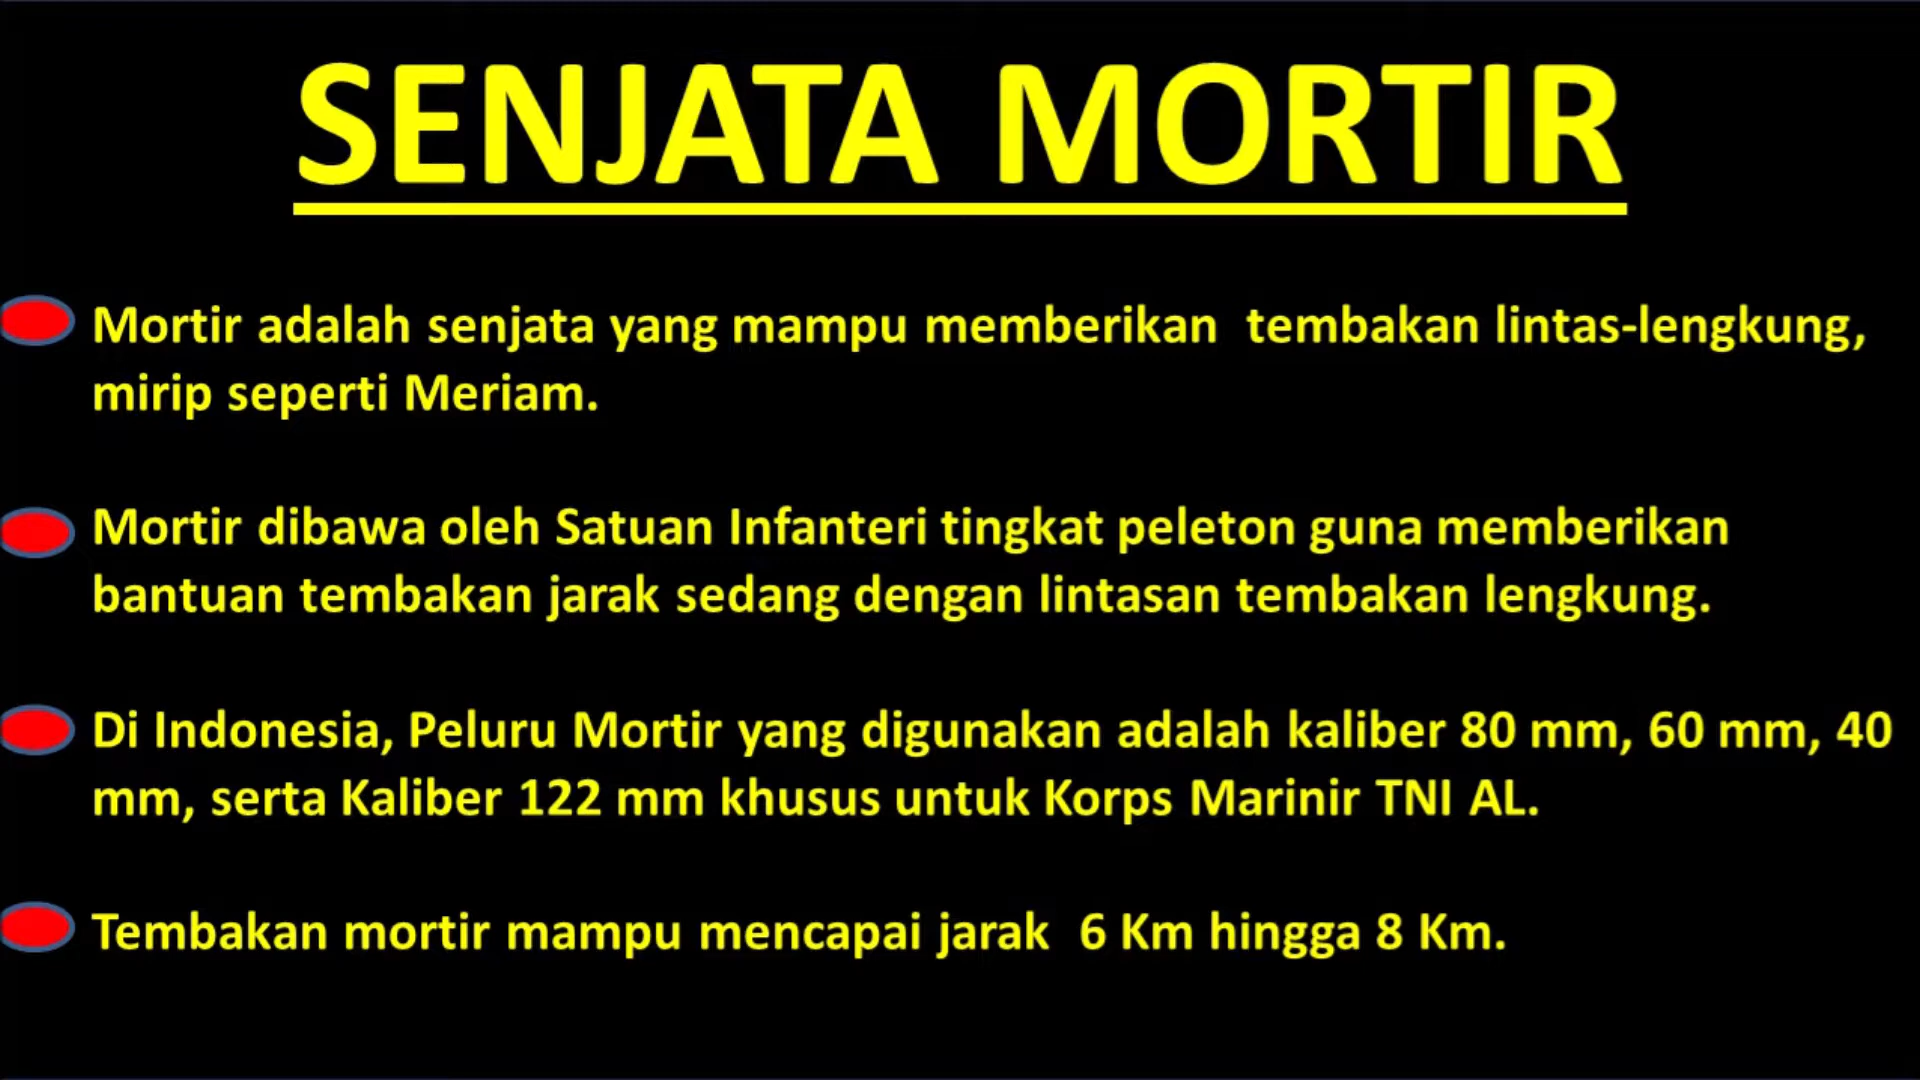 SENJATA MORTIR
Mortir adalah senjata yang mampu memberikan tembakan lintas-lengkung,
mirip seperti Meriam.
Mortir dibawa oleh Satuan Infanteri tingkat peleton guna memberikan
bantuan tembakan jarak sedang dengan lintasan tembakan lengkung.
Di Indonesia, Peluru Mortir yang digunakan adalah kaliber 80 mm, 60 mm, 40
mm, serta Kaliber 122 mm khusus untuk Korps Marinir TNI AL.
Tembakan mortir mampu mencapai jarak 6 Km hingga 8 Km.